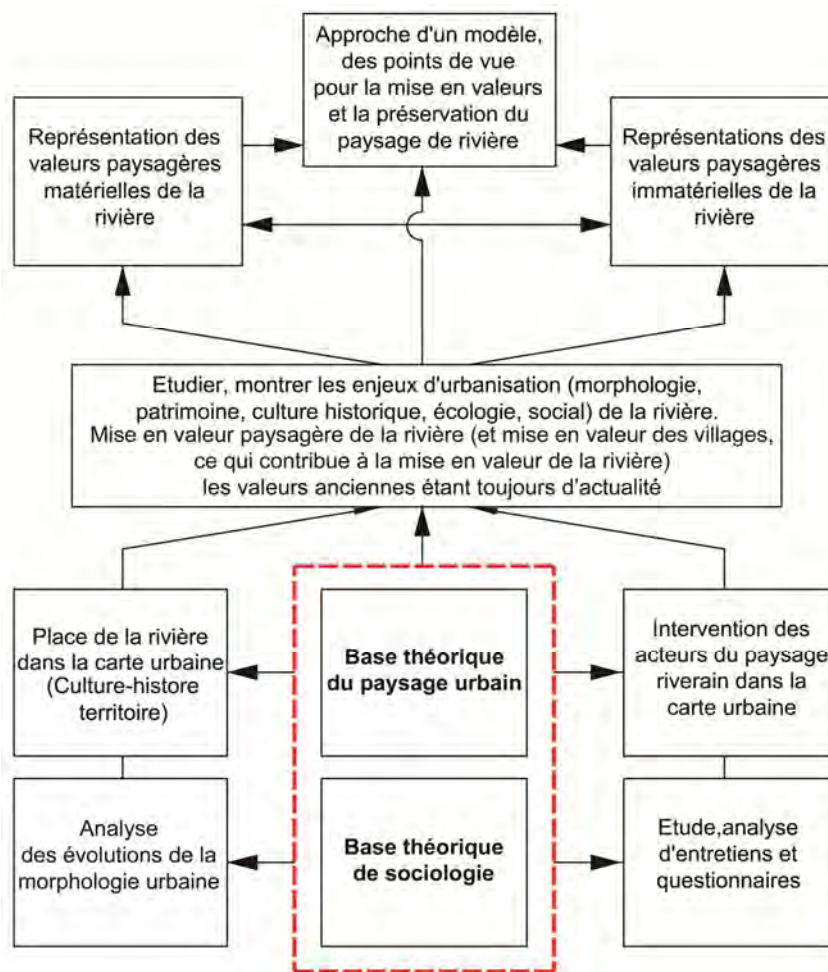 Approche d'un modèle,
des points de vue
pour la mise en valeurs
et la préservation du
paysage de rivière
Représentation des
valeurs paysagères
matérielles de la
rivière
Représentations des
valeurs paysagères
immatérielles de la
rivière
Etudier, montrer les enjeux d'urbanisation (morphologie,
patrimoine, culture historique, écologie, social) de la rivière.
Mise en valeur paysagère de la rivière (et mise en valeur des villages,
ce qui contribue à la mise en valeur de la rivière)
les valeurs anciennes étant toujours d'actualité
Place de la rivière
dans la carte urbaine
(Culture-histore
territoire)
Base théorique
du paysage urbain
Intervention des
acteurs du paysage
riverain dans la
carte urbaine
Analyse
des évolutions de la
morphologie urbaine
Base théorique
de sociologie
Etude,analyse
d'entretiens et
questionnaires